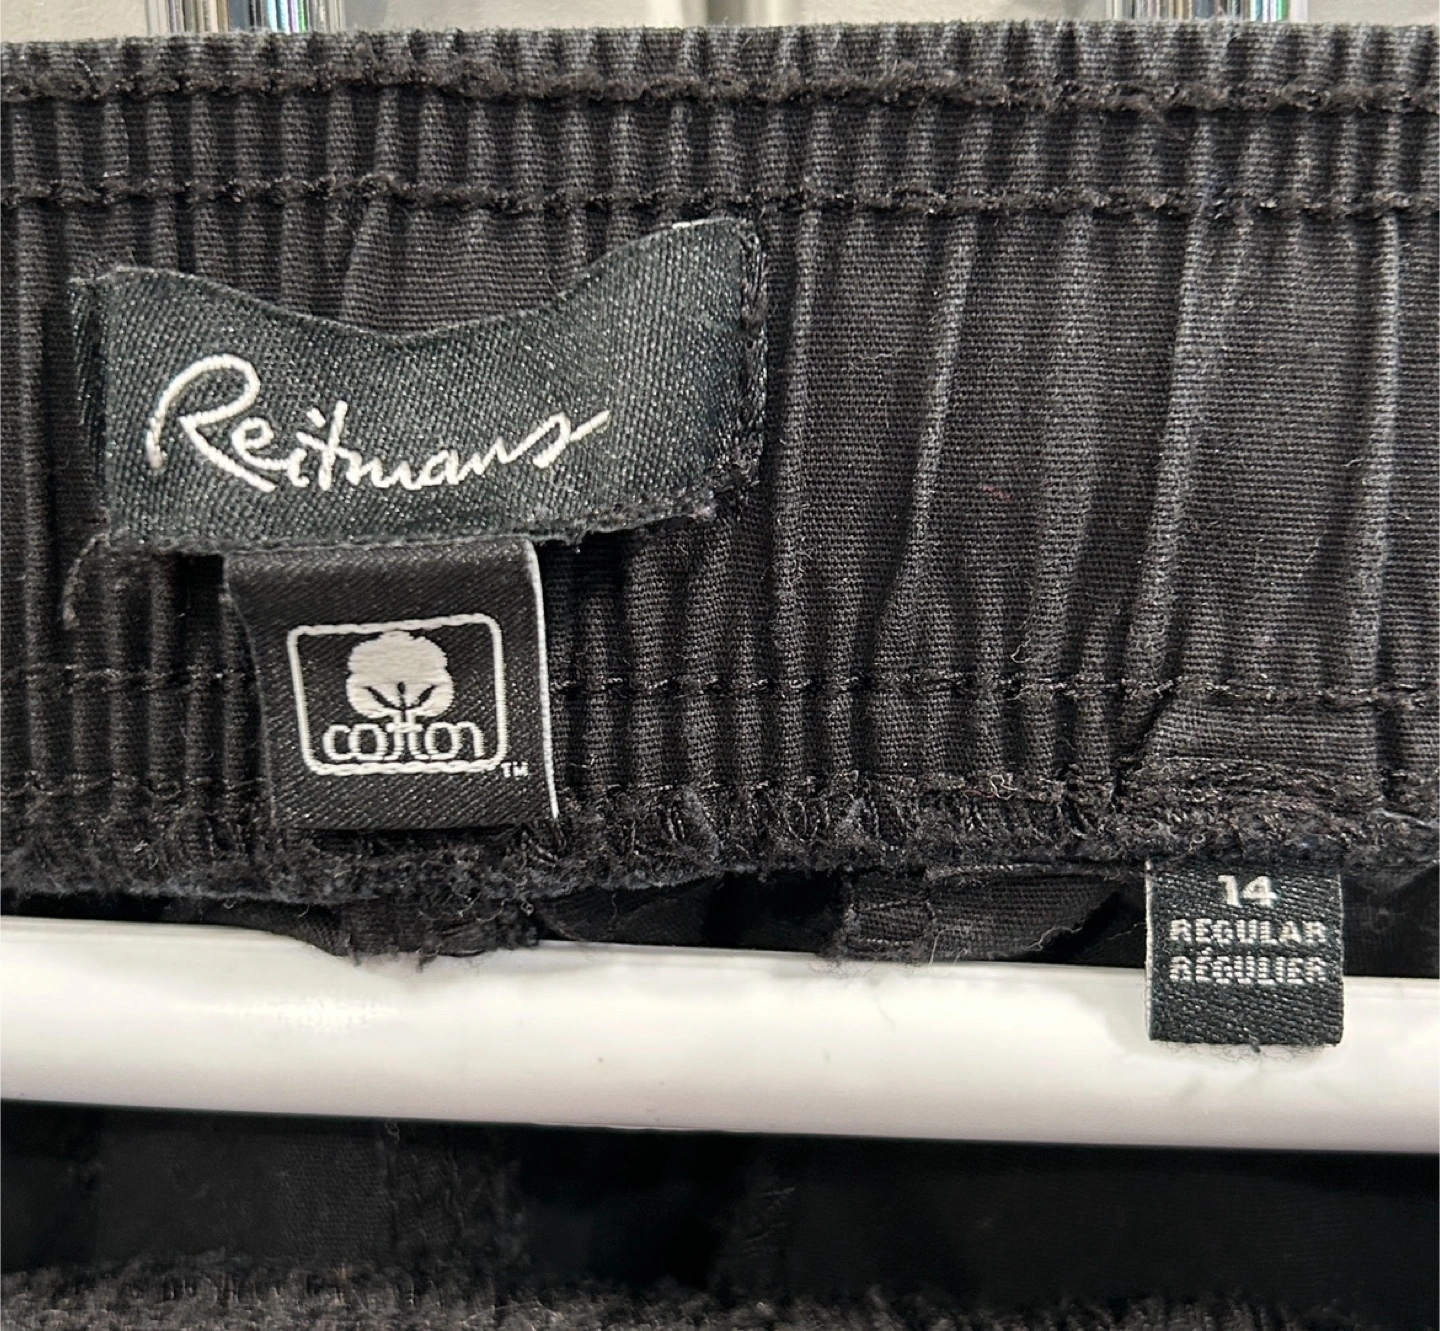 Reitmans
cotton
TM
14
REGULAR
RÉGULIER